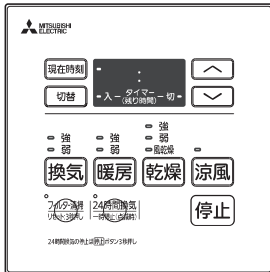 MITSUBISHI
ELECTRIC
現在時刻
切替
タイマー
入 (残り時間) 切
強
強 強 弱
弱 弱 風乾燥
換気 暖房 乾燥 涼風
フィルター清掃 24時間換気
リセット3秒押し 一時停止(点滅時)
停止
24時間換気の停止は停止ボタン3秒押し